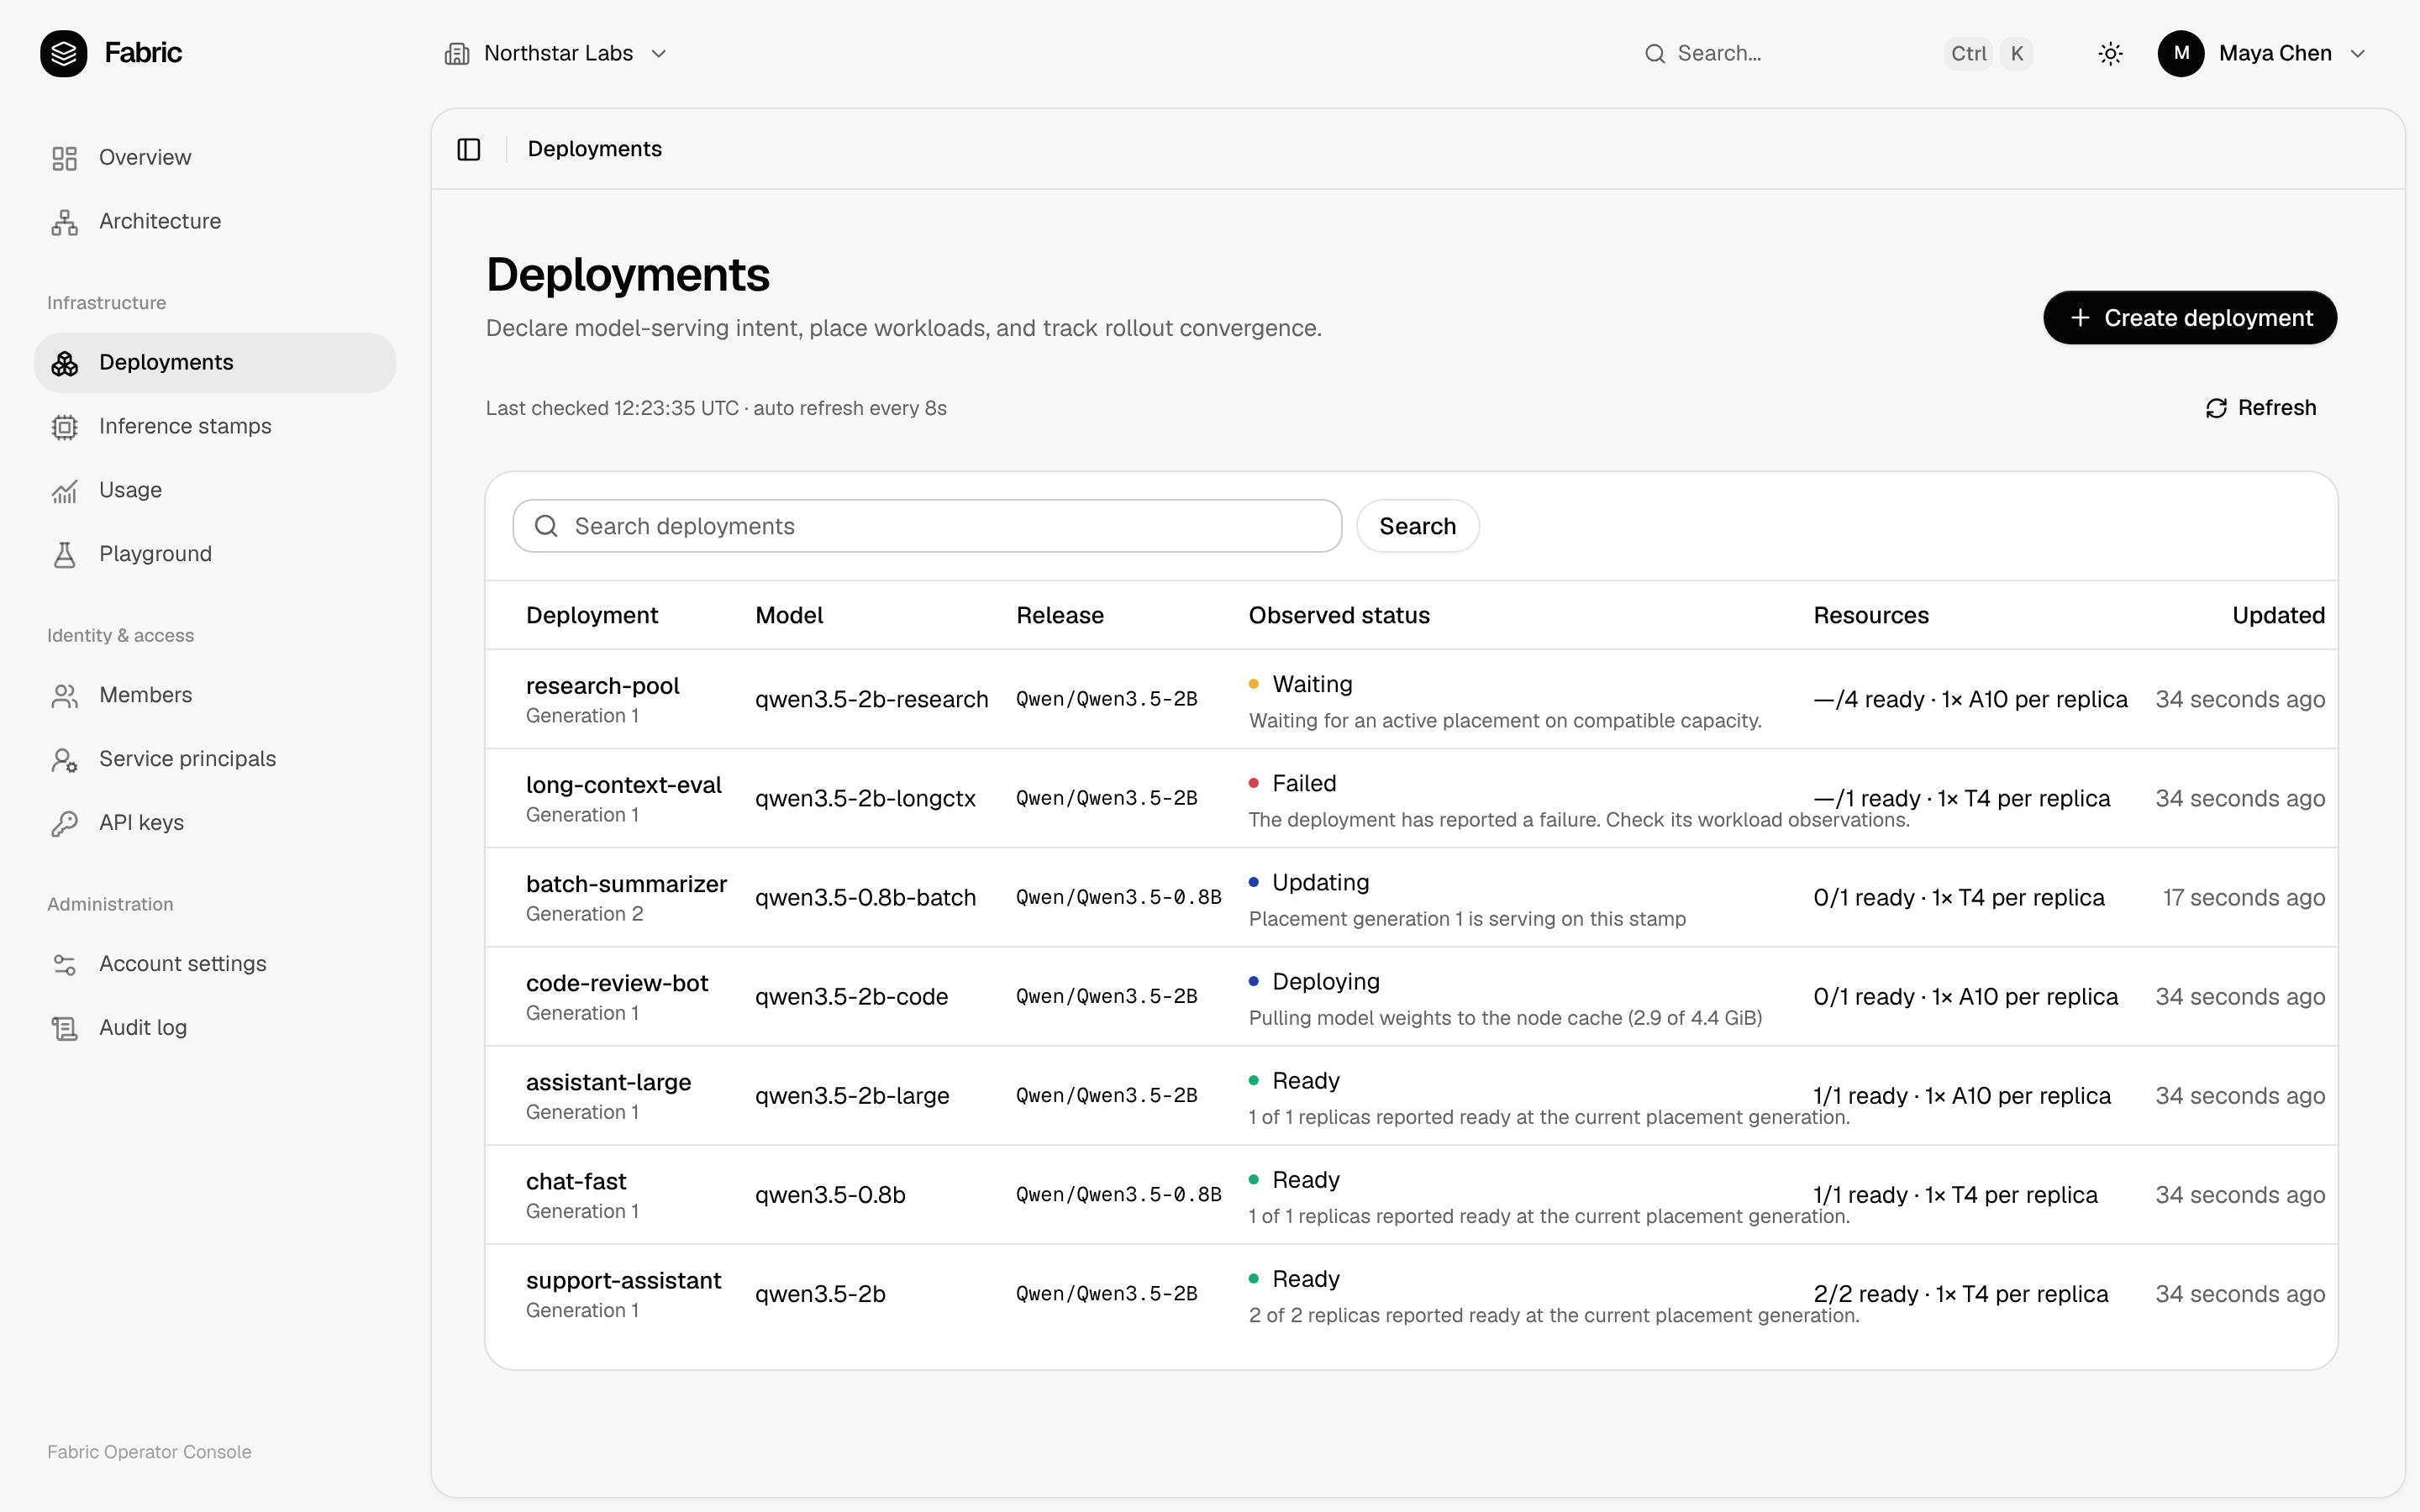 Fabric
Northstar Labs
Search...
Ctrl K
M
Maya Chen
Overview
Architecture
Infrastructure
Deployments
Inference stamps
Usage
Playground
Identity & access
Members
Service principals
API keys
Administration
Account settings
Audit log
Fabric Operator Console
Deployments
Deployments
Declare model-serving intent, place workloads, and track rollout convergence.
Create deployment
Last checked 12:23:35 UTC · auto refresh every 8s
Refresh
Search deployments
Search
Deployment Model Release Observed status Resources Updated
research-pool
Generation 1
qwen3.5-2b-research
Qwen/Qwen3.5-2B
Waiting
Waiting for an active placement on compatible capacity.
—/4 ready · 1× A10 per replica
34 seconds ago
long-context-eval
Generation 1
qwen3.5-2b-longctx
Qwen/Qwen3.5-2B
Failed
The deployment has reported a failure. Check its workload observations.
—/1 ready · 1× T4 per replica
34 seconds ago
batch-summarizer
Generation 2
qwen3.5-0.8b-batch
Qwen/Qwen3.5-0.8B
Updating
Placement generation 1 is serving on this stamp
0/1 ready · 1× T4 per replica
17 seconds ago
code-review-bot
Generation 1
qwen3.5-2b-code
Qwen/Qwen3.5-2B
Deploying
Pulling model weights to the node cache (2.9 of 4.4 GiB)
0/1 ready · 1× A10 per replica
34 seconds ago
assistant-large
Generation 1
qwen3.5-2b-large
Qwen/Qwen3.5-2B
Ready
1 of 1 replicas reported ready at the current placement generation.
1/1 ready · 1× A10 per replica
34 seconds ago
chat-fast
Generation 1
qwen3.5-0.8b
Qwen/Qwen3.5-0.8B
Ready
1 of 1 replicas reported ready at the current placement generation.
1/1 ready · 1× T4 per replica
34 seconds ago
support-assistant
Generation 1
qwen3.5-2b
Qwen/Qwen3.5-2B
Ready
2 of 2 replicas reported ready at the current placement generation.
2/2 ready · 1× T4 per replica
34 seconds ago